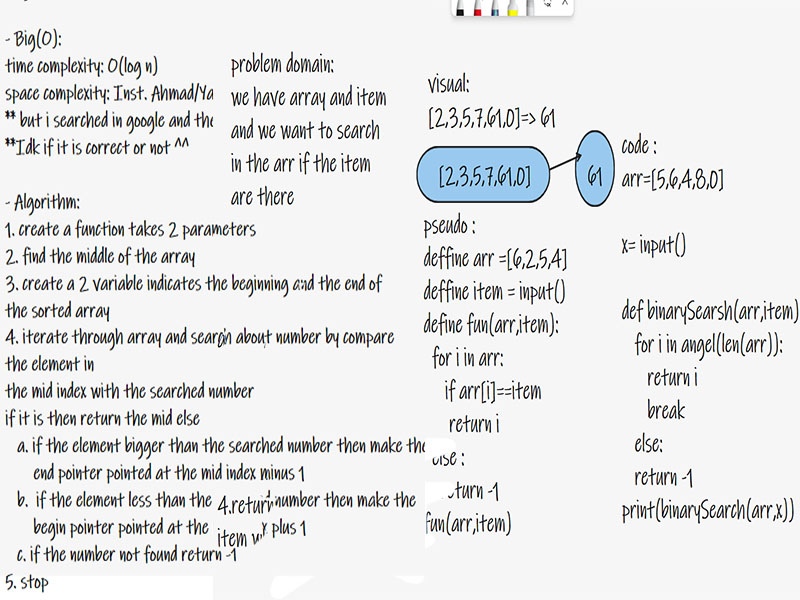 - Big(O):
time complexity: O(log n)
space complexity: Inst. Ahmad/Ya
** but i searched in google and the
**Idk if it is correct or not ^^
- Algorithm:
1. create a function takes 2 parameters
2. find the middle of the array
3. create a 2 variable indicates the beginning and the end of
the sorted array
4. iterate through array and search about number by compare
the element in
the mid index with the searched number
if it is then return the mid else
a. if the element bigger than the searched number then make the
end pointer pointed at the mid index minus 1
b. if the element less than the number then make the
begin pointer pointed at the plus 1
4.return
item
c. if the number not found return -1
5. stop
problem domain:
we have array and item
and we want to search
in the arr if the item
are there
visual:
[2,3,5,7,61,0]=> 61
[2,3,5,7,61,0]
61
pseudo :
deffine arr =[6,2,5,4]
deffine item = input()
define fun(arr,item):
for i in arr:
if arr[i]==item
return i
else :
return -1
fun(arr,item)
code :
arr=[5,6,4,8,0]
x= input()
def binarySearsh(arr,item)
for i in angel(len(arr)):
return i
break
else:
return -1
print(binarySearch(arr,x))